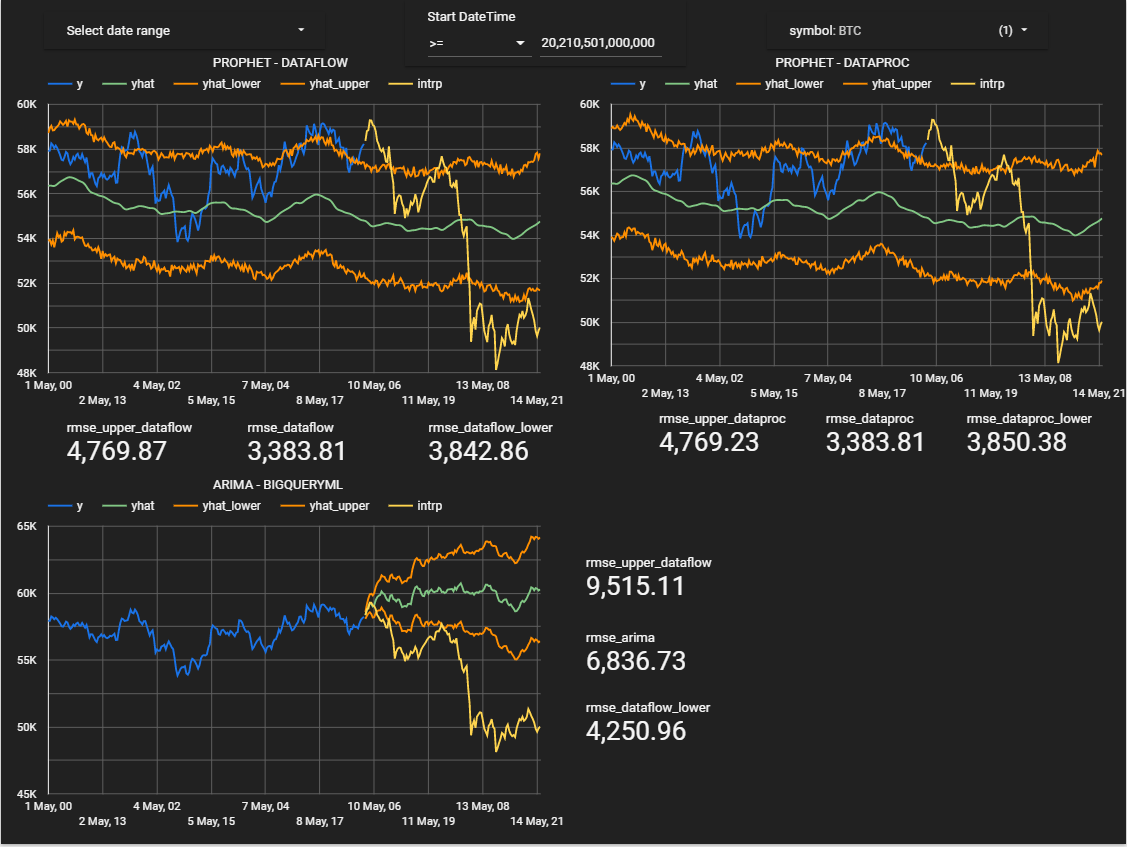 Select date range
Start DateTime
>=
20,210,501,000,000
symbol: BTC (1)
PROPHET - DATAFLOW
y yhat yhat_lower yhat_upper intrp
60K
58K
56K
54K
52K
50K
48K
1 May, 00 4 May, 02 7 May, 04 10 May, 06 13 May, 08
2 May, 13 5 May, 15 8 May, 17 11 May, 19 14 May, 21
rmse_upper_dataflow
4,769.87
rmse_dataflow
3,383.81
rmse_dataflow_lower
3,842.86
PROPHET - DATAPROC
y yhat yhat_lower yhat_upper intrp
60K
58K
56K
54K
52K
50K
48K
1 May, 00 4 May, 02 7 May, 04 10 May, 06 13 May, 08
2 May, 13 5 May, 15 8 May, 17 11 May, 19 14 May, 21
rmse_upper_dataproc
4,769.23
rmse_dataproc
3,383.81
rmse_dataproc_lower
3,850.38
ARIMA - BIGQUERYML
y yhat yhat_lower yhat_upper intrp
65K
60K
55K
50K
45K
1 May, 00 4 May, 02 7 May, 04 10 May, 06 13 May, 08
2 May, 13 5 May, 15 8 May, 17 11 May, 19 14 May, 21
rmse_upper_dataflow
9,515.11
rmse_arima
6,836.73
rmse_dataflow_lower
4,250.96